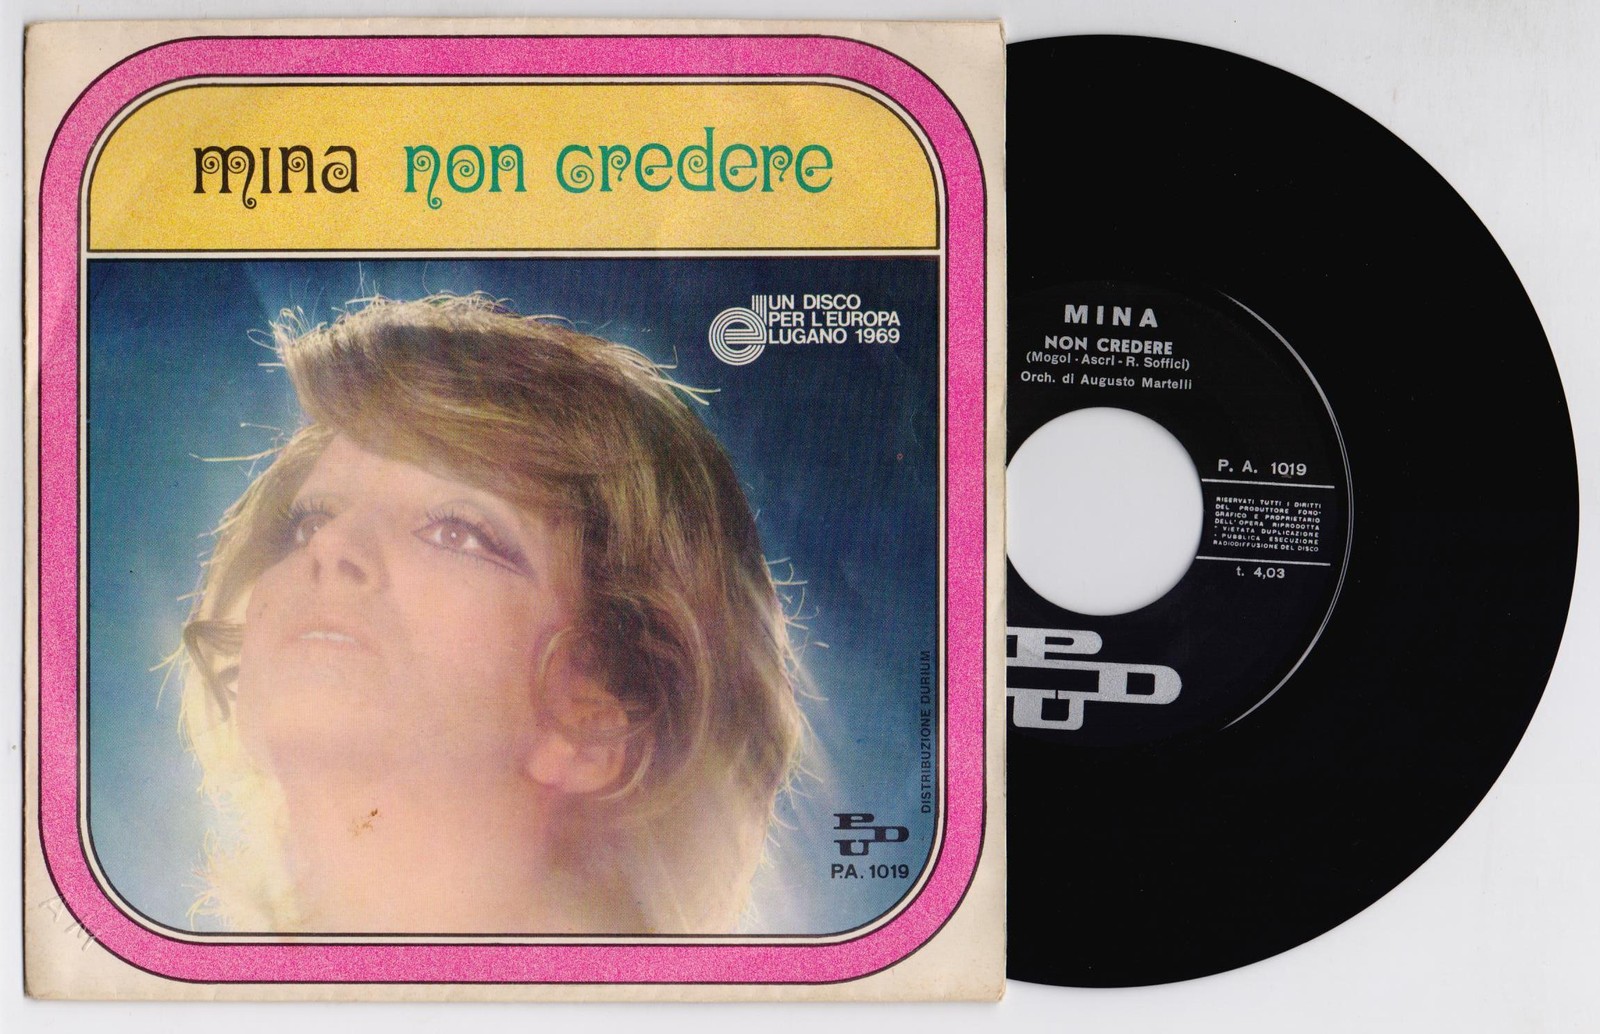 mina non credere
UN DISCO
PER L'EUROPA
LUGANO 1969
DISTRIBUZIONE DURIUM
PDU
P.A. 1019
MINA
NON CREDERE
(Mogol - Ascri - R. Soffici)
Orch. di Augusto Martelli
P. A. 1019
RISERVATI TUTTI I DIRITTI
DEL PRODUTTORE FONO-
GRAFICO E PROPRIETARIO
DELL'OPERA RIPRODOTTA
- VIETATA DUPLICAZIONE
- PUBBLICA ESECUZIONE
RADIODIFFUSIONE DEL DISCO
t. 4,03
PDU